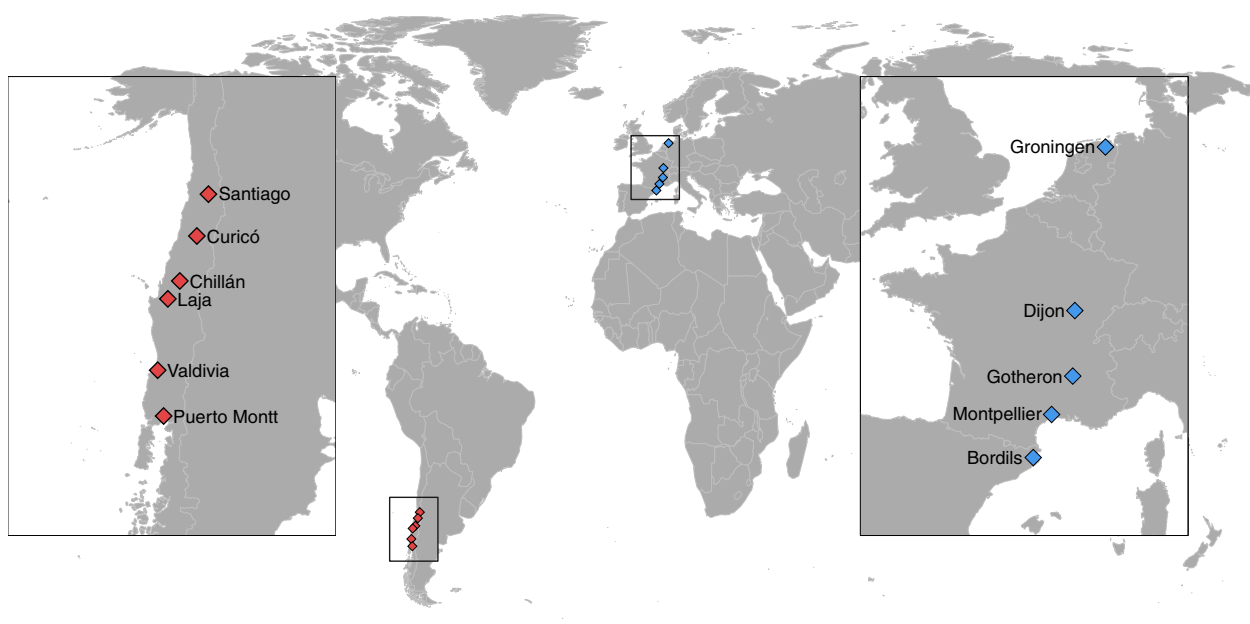 Santiago
Curicó
Chillán
Laja
Valdivia
Puerto Montt
Groningen
Dijon
Gotheron
Montpellier
Bordils